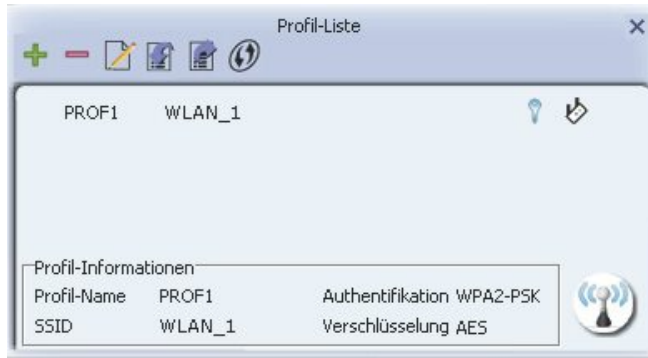 Profil-Liste
PROF1 WLAN_1
Profil-Informationen
Profil-Name PROF1 Authentifikation WPA2-PSK
SSID WLAN_1 Verschlüsselung AES